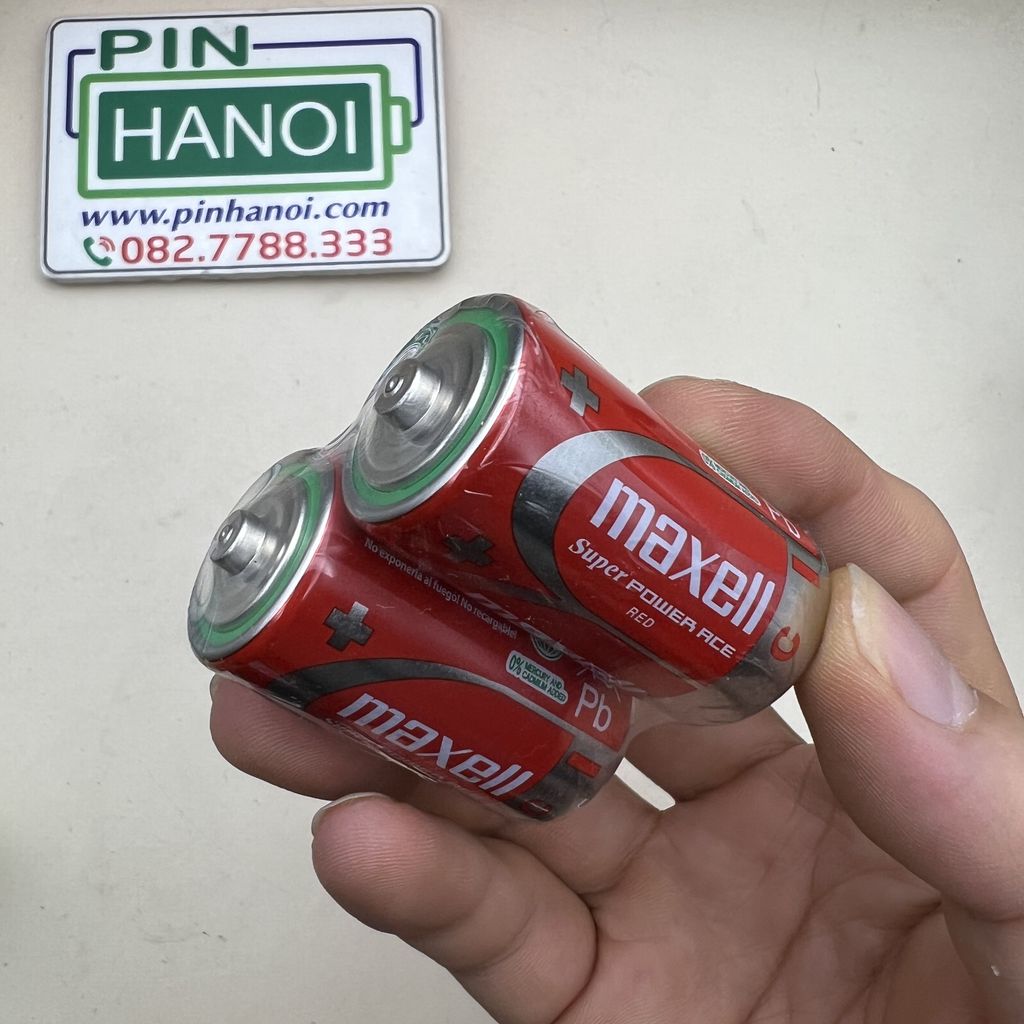 PIN
HANOI
www.pinhanoi.com
082.7788.333
+
maxell
Super POWER ACE
RED
C
No exponerla al fuego! No recargable!
+
0% MERCURY AND
CADMIUM ADDED
Pb
maxell